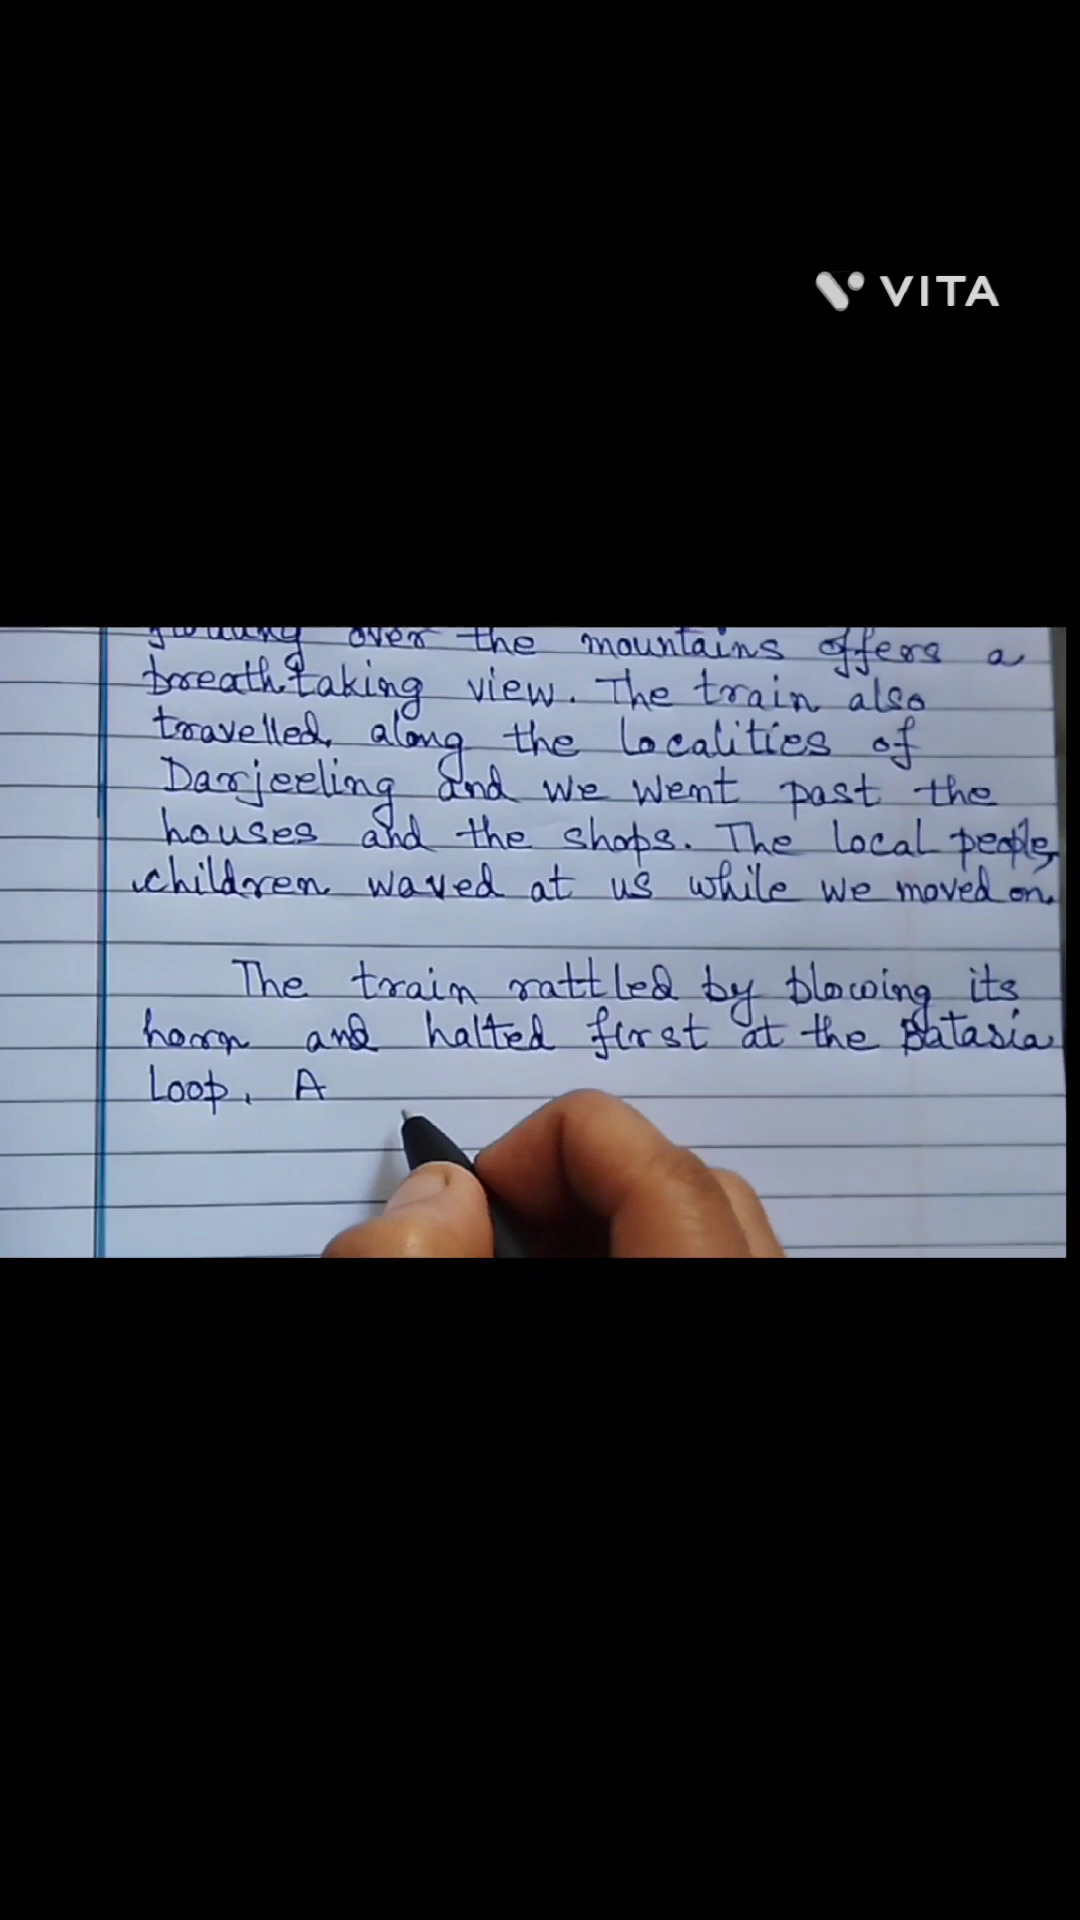 VITA
over the mountains offers a
breathtaking view. The train also
travelled along the localities of
Darjeeling and we went past the
houses and the shops. The local people,
children waved at us while we moved on.
The train rattled by blowing its
horn and halted first at the Batasia
Loop. A